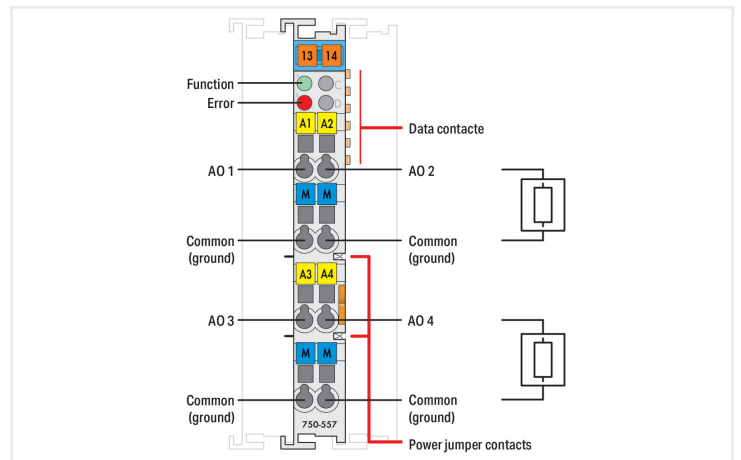 13 14
Function
C
Error
D
A1 A2
Data contacte
AO 1
AO 2
M M
Common
(ground)
Common
(ground)
A3 A4
AO 3
AO 4
M M
Common
(ground)
Common
(ground)
750-557
Power jumper contacts